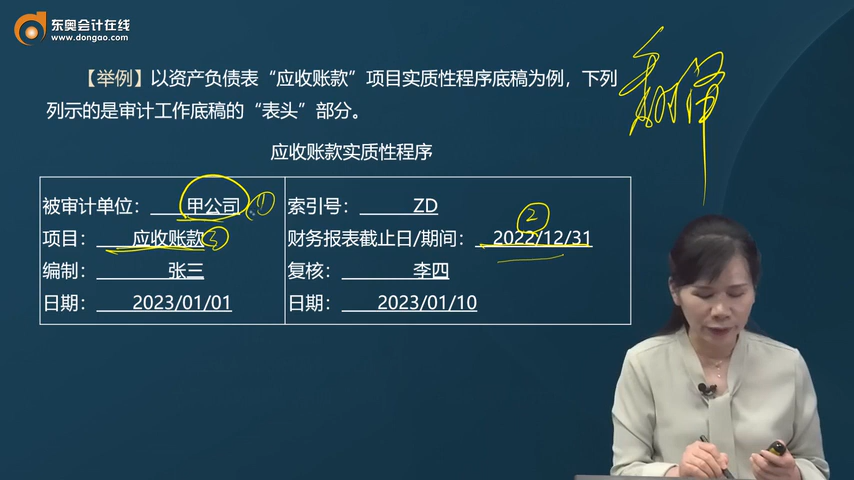 东奥会计在线
www.dongao.com
【举例】以资产负债表“应收账款”项目实质性程序底稿为例，下列
列示的是审计工作底稿的“表头”部分。
应收账款实质性程序
被审计单位：甲公司 ①
索引号：ZD
项目：应收账款 ③
财务报表截止日/期间：2022/12/31 ②
编制：张三
复核：李四
日期：2023/01/01
日期：2023/01/10